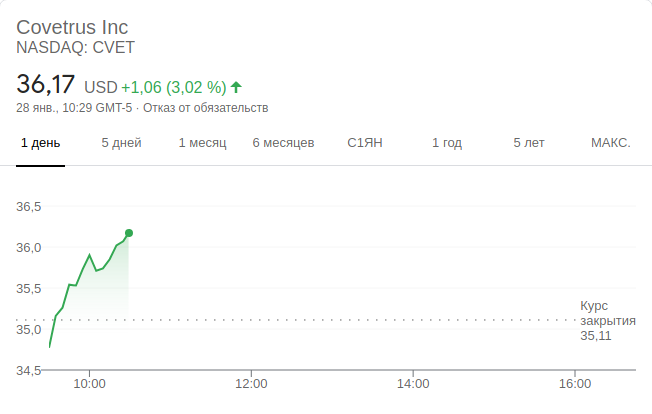 Covetrus Inc
NASDAQ: CVET
36,17 USD +1,06 (3,02 %)
28 янв., 10:29 GMT-5 · Отказ от обязательств
1 день 5 дней 1 месяц 6 месяцев С1ЯН 1 год 5 лет МАКС.
36,5
36,0
35,5
Курс
закрытия
35,11
35,0
34,5
10:00 12:00 14:00 16:00